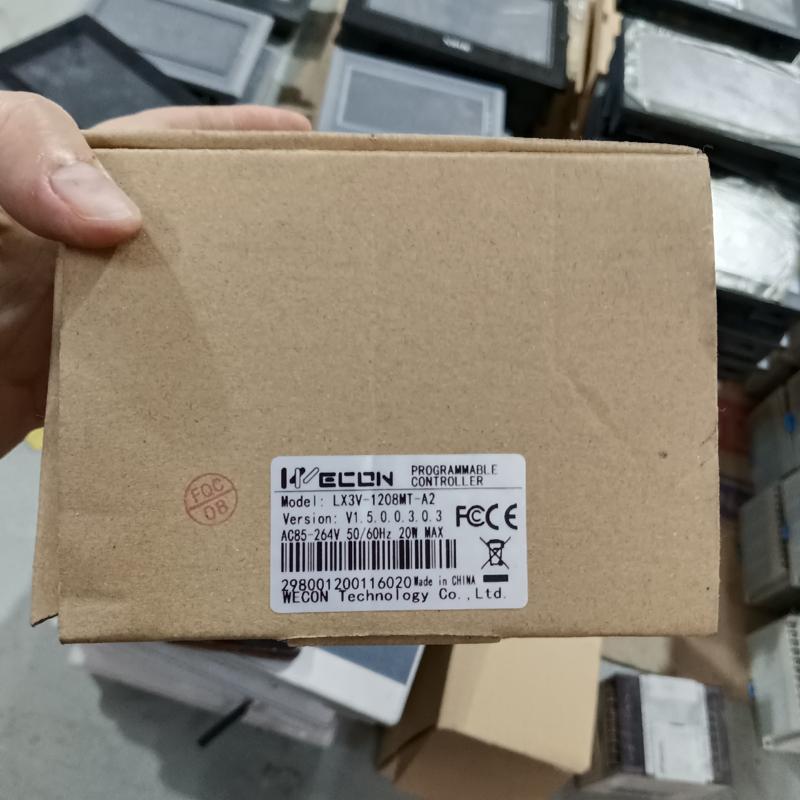 WECON PROGRAMMABLE
CONTROLLER
Model: LX3V-1208MT-A2
Version: V1.5.0.0.3.0.3
FCC CE
AC85-264V 50/60Hz 20W MAX
298001200116020 Made in CHINA
WECON Technology Co.,Ltd.
FQC
08